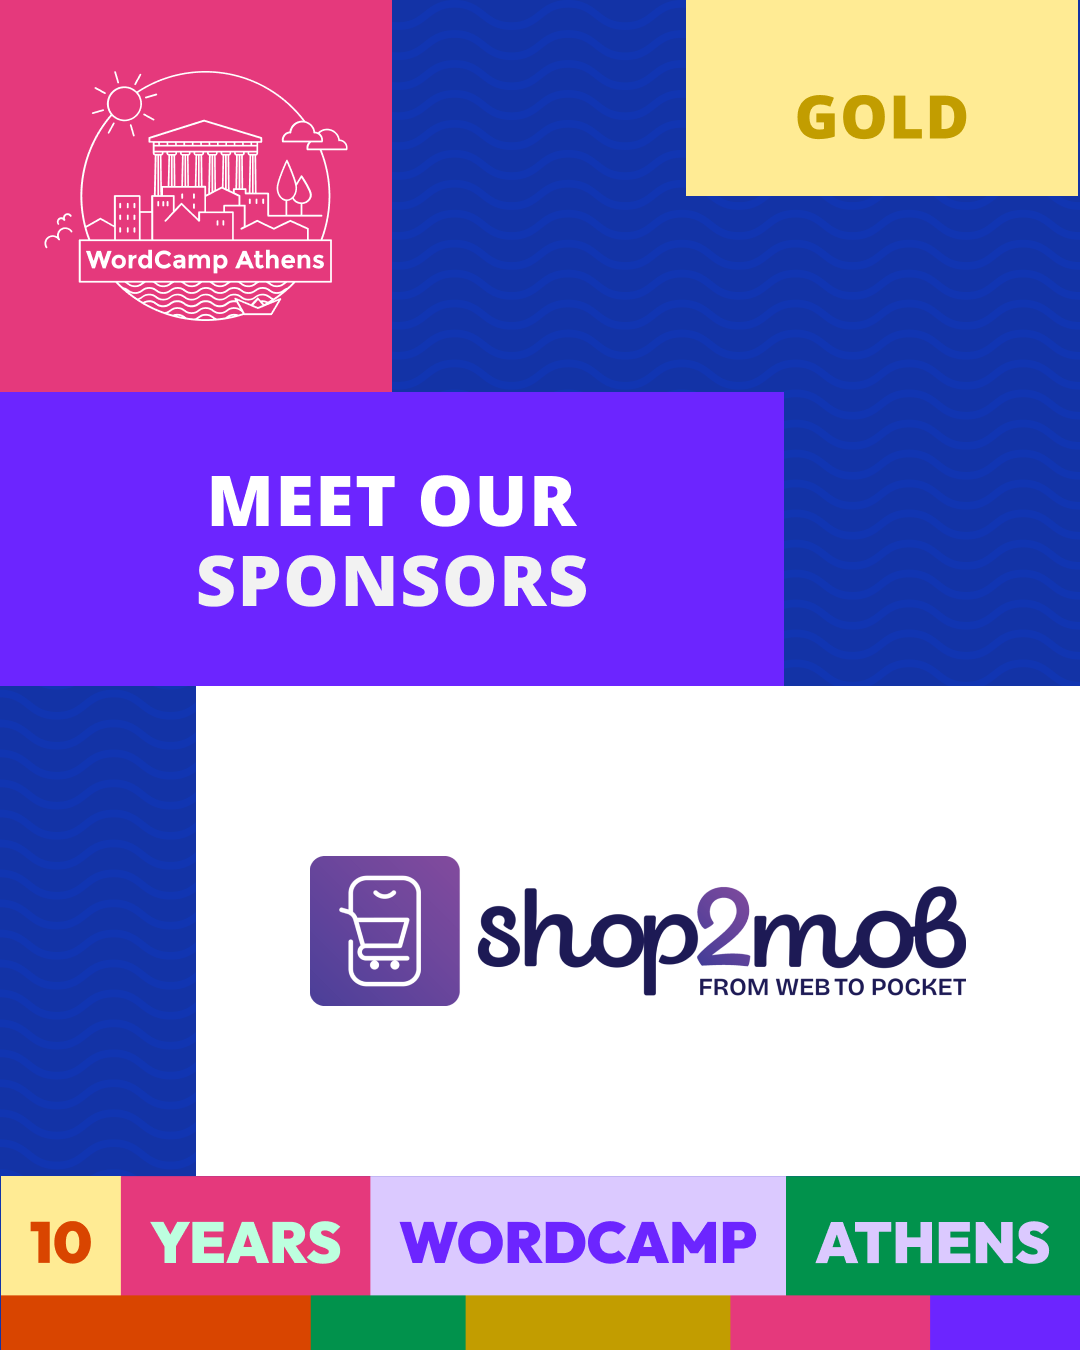 WordCamp Athens
GOLD
MEET OUR
SPONSORS
shop2mob
FROM WEB TO POCKET
10 YEARS WORDCAMP ATHENS